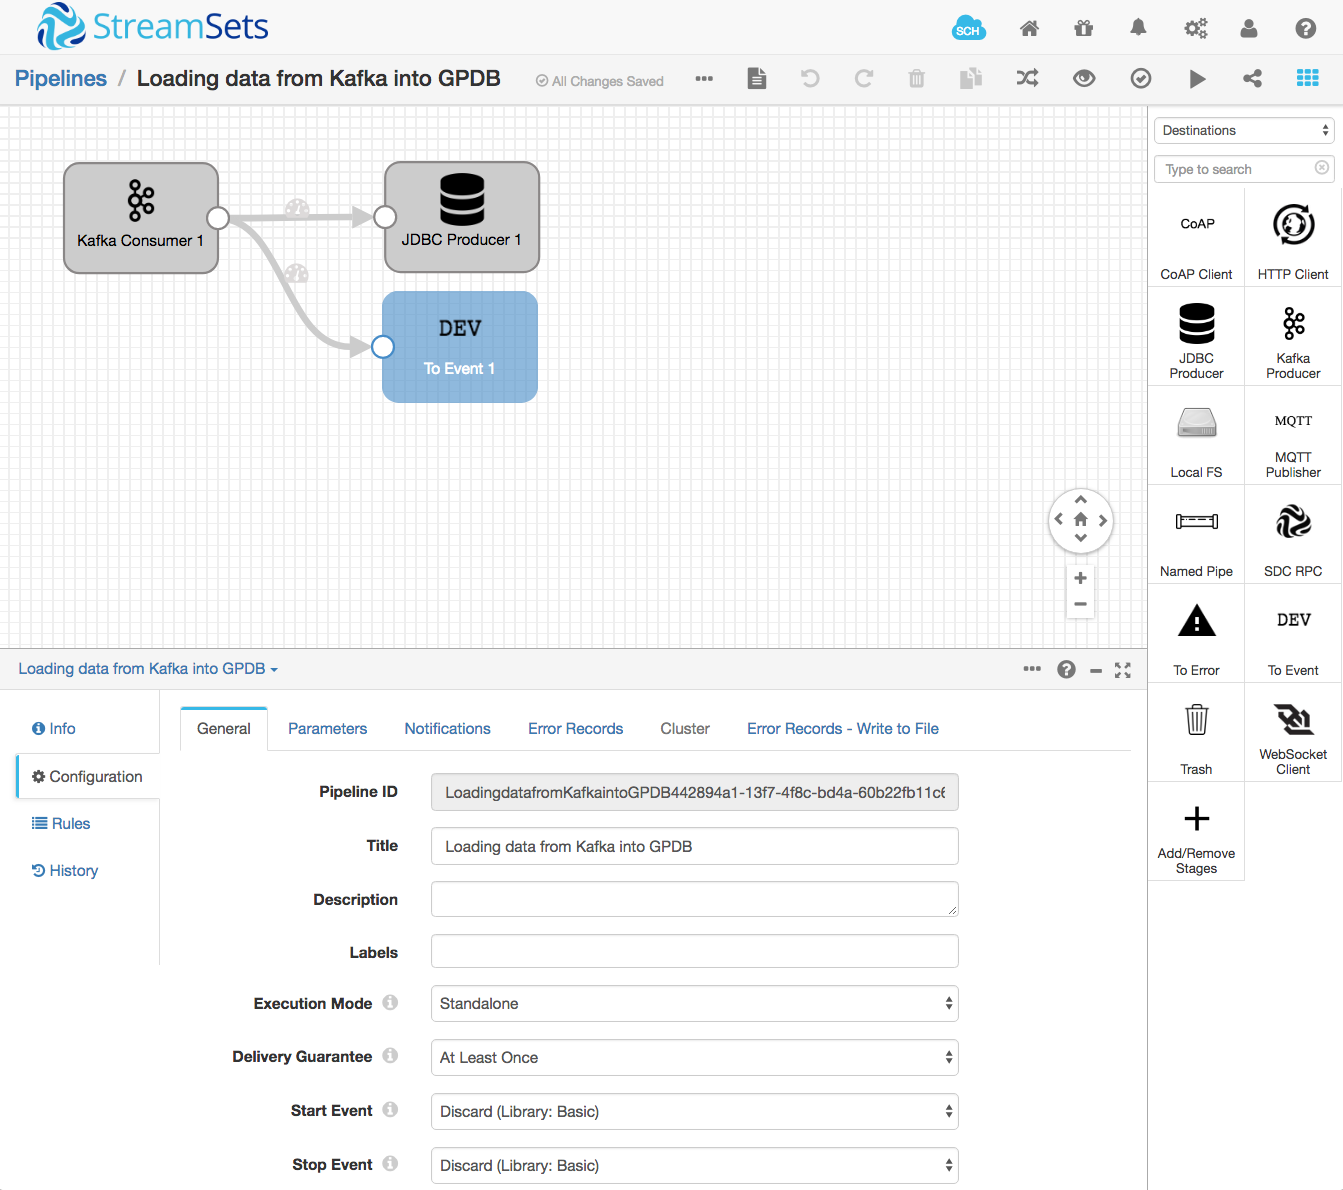 StreamSets
SCH
Pipelines / Loading data from Kafka into GPDB
All Changes Saved
Kafka Consumer 1
JDBC Producer 1
DEV
To Event 1
Destinations
Type to search
CoAP
CoAP Client
HTTP Client
JDBC
Producer
Kafka
Producer
Local FS
MQTT
MQTT
Publisher
Named Pipe
SDC RPC
To Error
DEV
To Event
Trash
WebSocket
Client
Add/Remove
Stages
Loading data from Kafka into GPDB
Info
Configuration
Rules
History
General
Parameters
Notifications
Error Records
Cluster
Error Records - Write to File
Pipeline ID
LoadingdatafromKafkaintoGPDB442894a1-13f7-4f8c-bd4a-60b22fb11c6
Title
Loading data from Kafka into GPDB
Description
Labels
Execution Mode
Standalone
Delivery Guarantee
At Least Once
Start Event
Discard (Library: Basic)
Stop Event
Discard (Library: Basic)